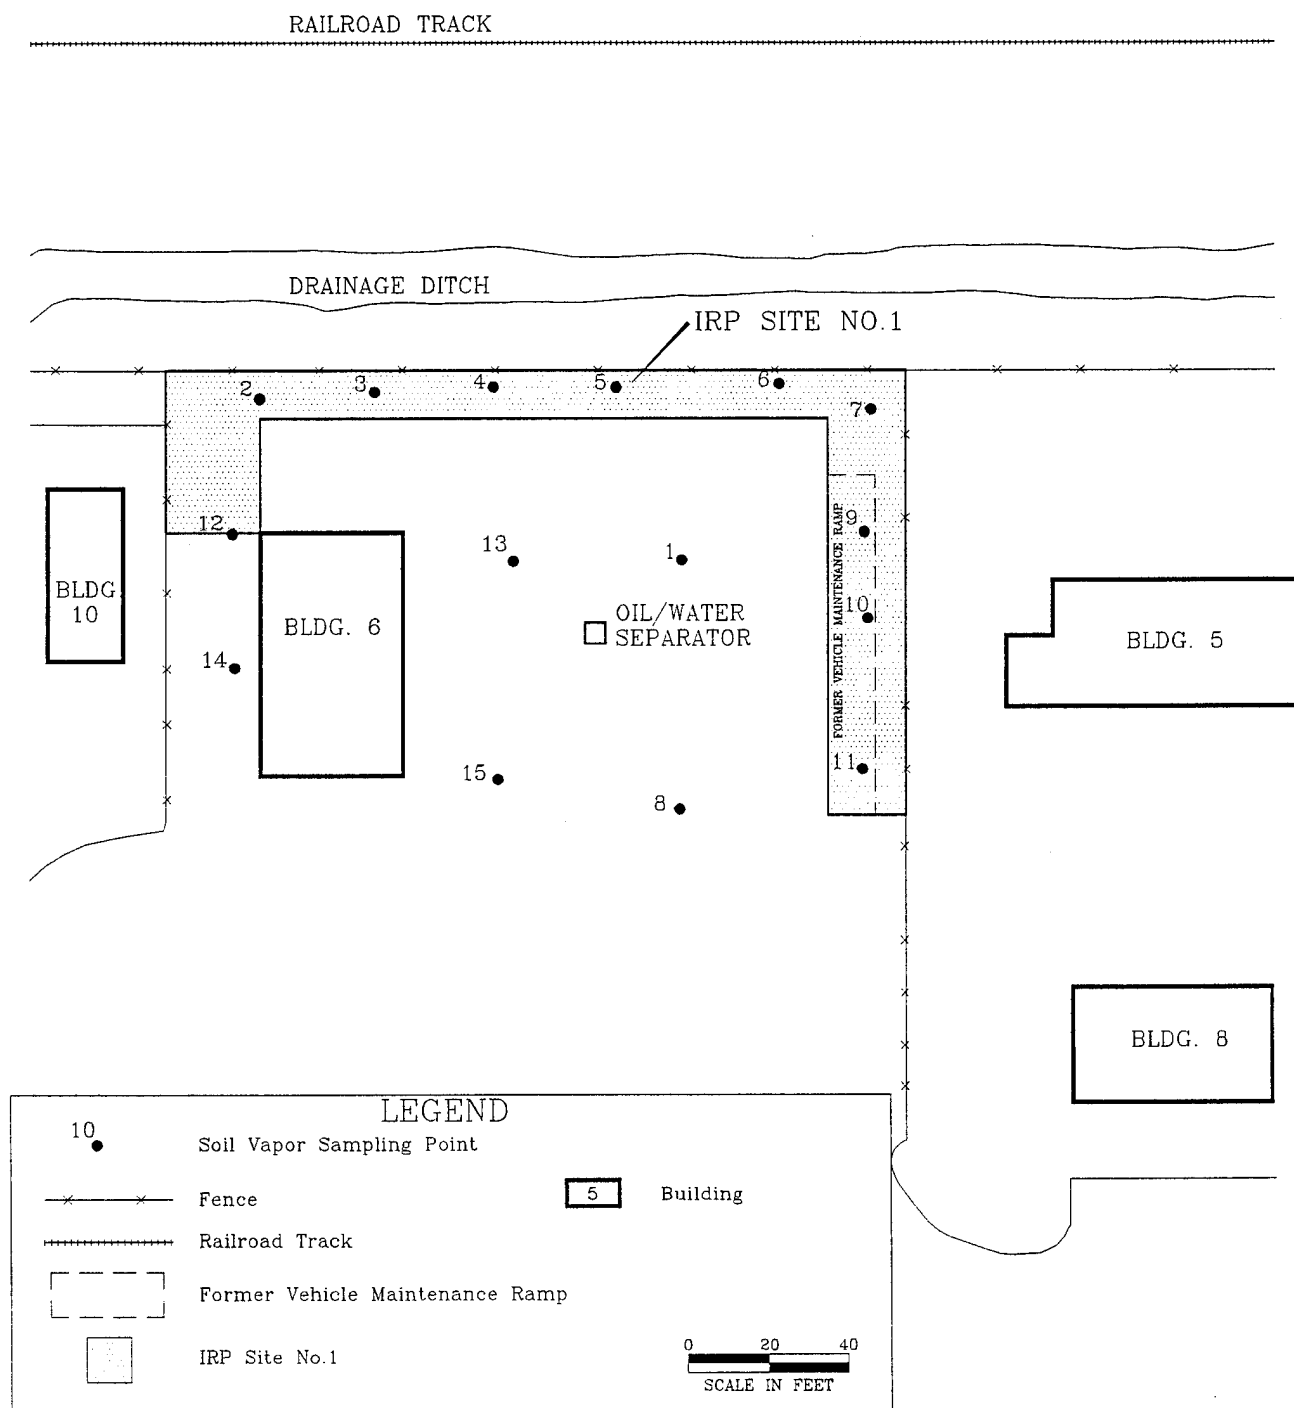 RAILROAD TRACK
DRAINAGE DITCH
IRP SITE NO.1
2
3
4
5
6
7
12
13
1
9
BLDG
10
BLDG. 6
OIL/WATER
SEPARATOR
10
FORMER VEHICLE MAINTENANCE RAMP
BLDG. 5
14
15
8
11
BLDG. 8
LEGEND
10
Soil Vapor Sampling Point
Fence
5
Building
Railroad Track
Former Vehicle Maintenance Ramp
IRP Site No.1
0 20 40
SCALE IN FEET